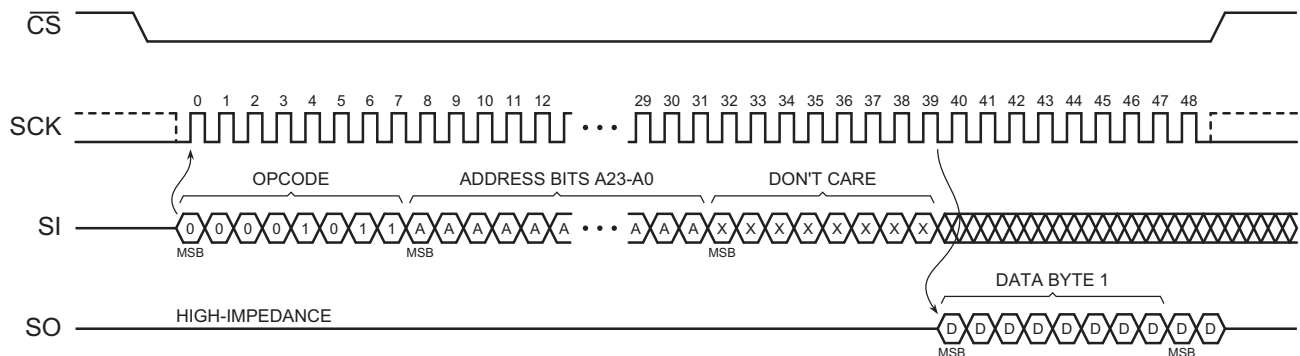 CS
0 1 2 3 4 5 6 7 8 9 10 11 12 29 30 31 32 33 34 35 36 37 38 39 40 41 42 43 44 45 46 47 48
SCK
OPCODE ADDRESS BITS A23-A0 DON'T CARE
SI 0 0 0 0 1 0 1 1 A A A A A A A A A X X X X X X X X
MSB MSB MSB
DATA BYTE 1
HIGH-IMPEDANCE
SO D D D D D D D D D D
MSB MSB